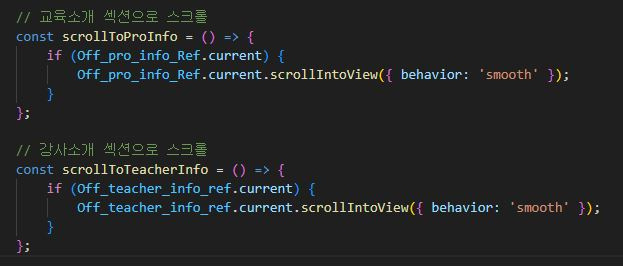 // 교육소개 섹션으로 스크롤
const scrollToProInfo = () => {
    if (Off_pro_info_Ref.current) {
        Off_pro_info_Ref.current.scrollIntoView({ behavior: 'smooth' });
    }
};

// 강사소개 섹션으로 스크롤
const scrollToTeacherInfo = () => {
    if (Off_teacher_info_ref.current) {
        Off_teacher_info_ref.current.scrollIntoView({ behavior: 'smooth' });
    }
};